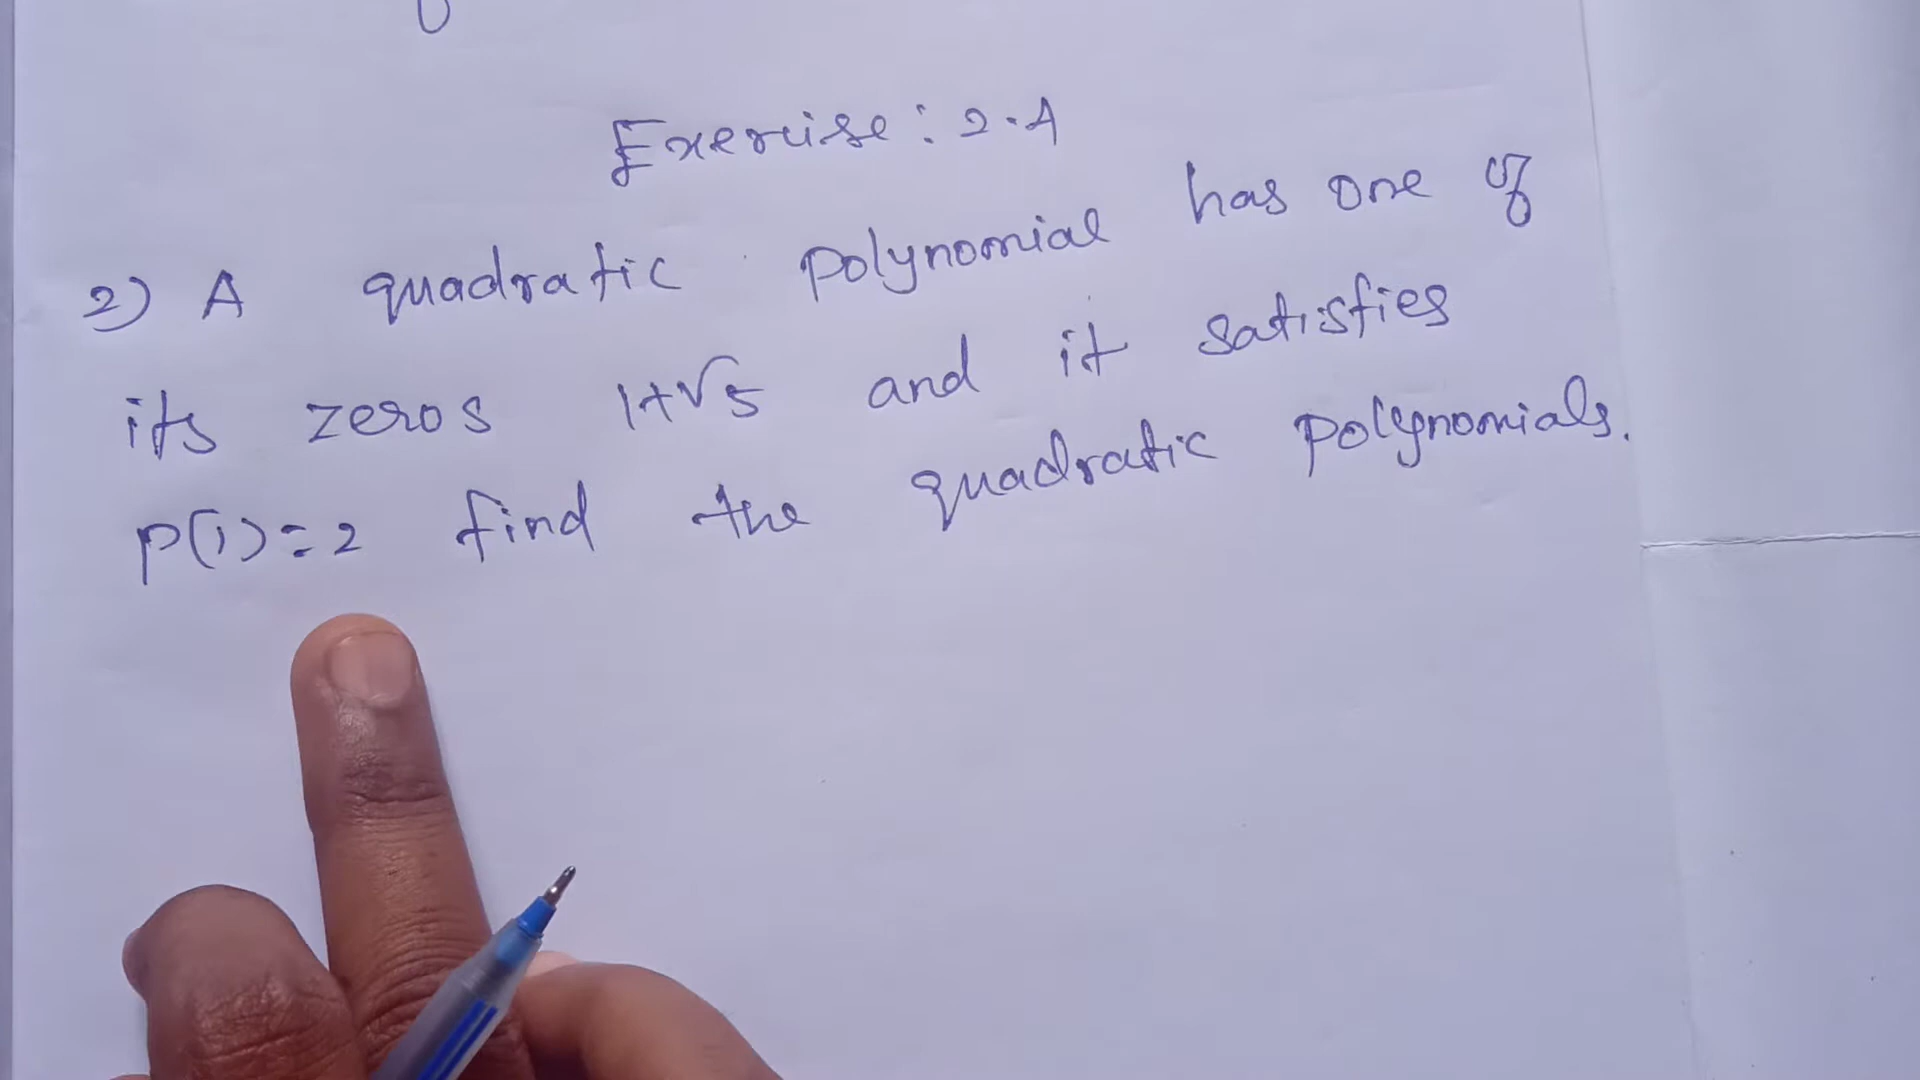 Exercise: 2.A
2) A quadratic polynomial has one of
its zeros 1+√5 and it satisfies
P(1)=2 find the quadratic polynomials.